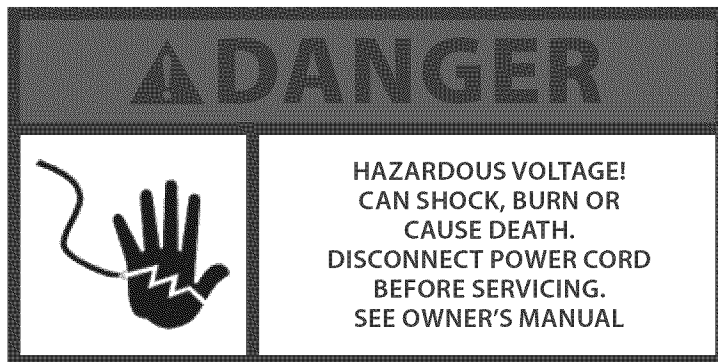 DANGER
HAZARDOUS VOLTAGE!
CAN SHOCK, BURN OR
CAUSE DEATH.
DISCONNECT POWER CORD
BEFORE SERVICING.
SEE OWNER'S MANUAL